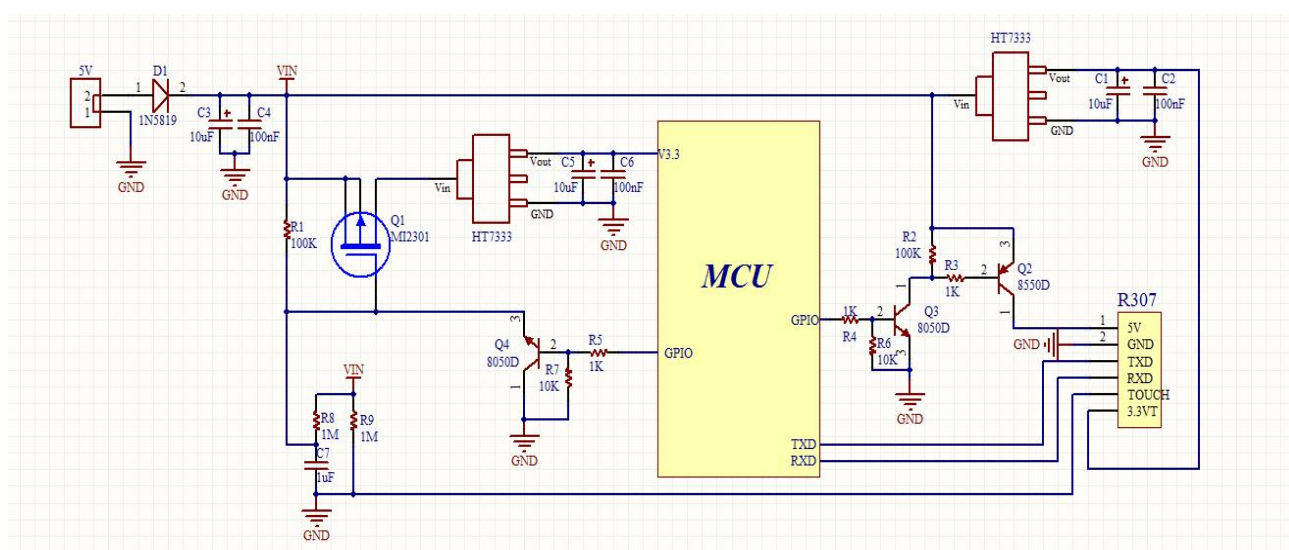 HT7333
5V
D1
VIN
1
2
2
1
1N5819
C3
10uF
C4
100nF
GND
GND
Vin
Vout
GND
C1
10uF
C2
100nF
GND
Vin
Vout
GND
HT7333
C5
10uF
C6
100nF
GND
V3.3
R1
100K
Q1
MI2301
MCU
R2
100K
R3
1K
2
3
1
Q2
8550D
GPIO
1K
R4
2
1
3
Q3
8050D
R6
10K
GND
R307
1
5V
GND
2
GND
TXD
RXD
TOUCH
3.3VT
3
Q4
8050D
2
1
R7
10K
R5
1K
GPIO
GND
VIN
R8
1M
R9
1M
C7
1uF
GND
TXD
RXD